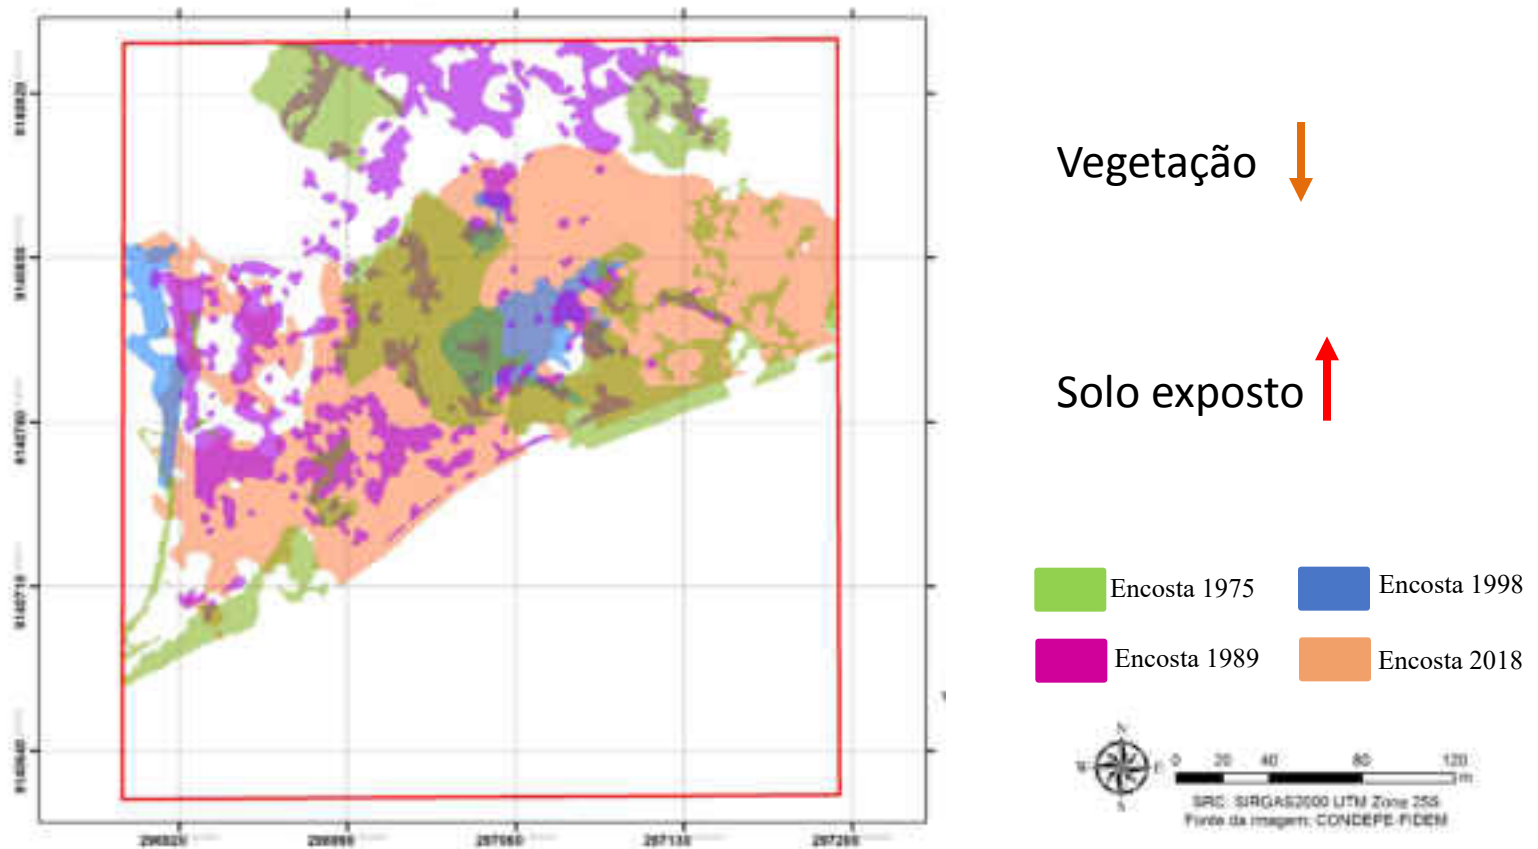 Vegetação
Solo exposto
Encosta 1975
Encosta 1998
Encosta 1989
Encosta 2018
N
W
E
S
0 20 40 80 120
m
SRC: SIRGAS2000 UTM Zone 25S
Fonte da imagem: CONDEPE FIDEM